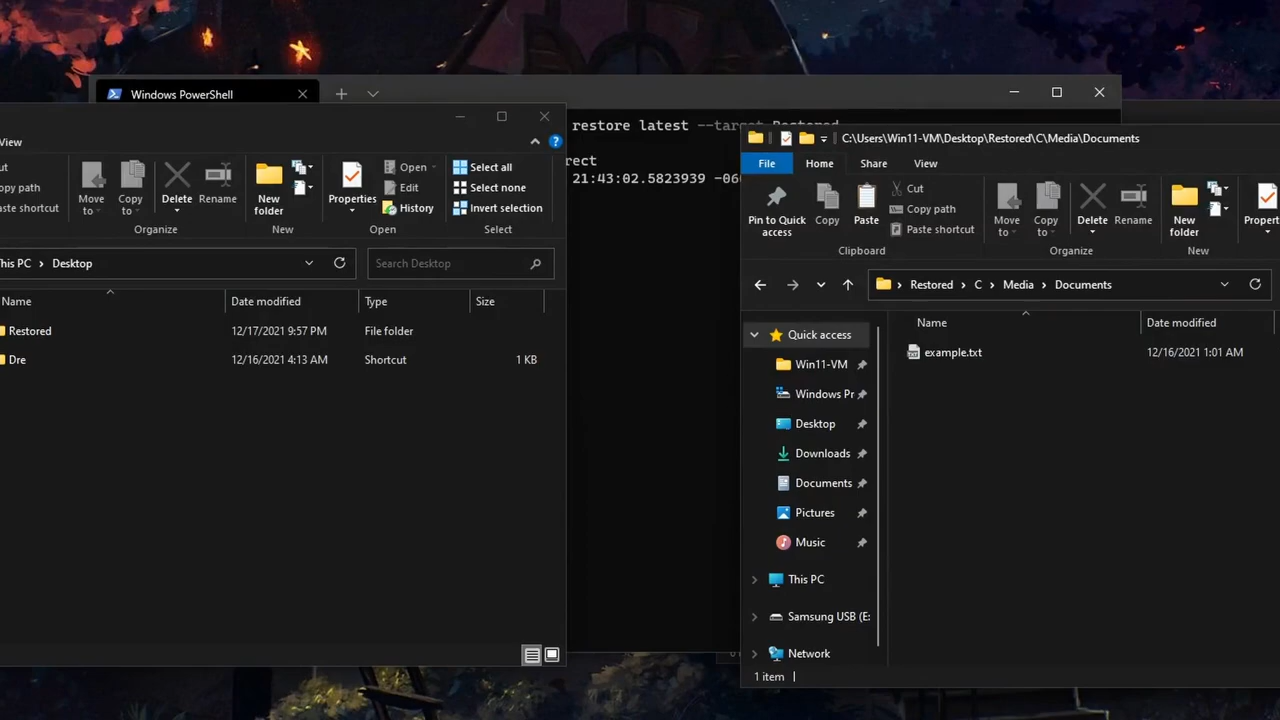 Windows PowerShell
restore latest --target Restored
rect
21:43:02.5823939 -060
View
Move to
Copy to
Delete
Rename
New folder
Properties
Open
Edit
History
Select all
Select none
Invert selection
cut
opy path
aste shortcut
Organize
New
Open
Select
his PC > Desktop
Search Desktop
Name
Date modified
Type
Size
Restored
12/17/2021 9:57 PM
File folder
Dre
12/16/2021 4:13 AM
Shortcut
1 KB
C:\Users\Win11-VM\Desktop\Restored\C\Media\Documents
File
Home
Share
View
Pin to Quick access
Copy
Paste
Cut
Copy path
Paste shortcut
Move to
Copy to
Delete
Rename
New folder
Propert
Clipboard
Organize
New
Restored > C > Media > Documents
Name
Date modified
Quick access
Win11-VM
Windows Pr
Desktop
Downloads
Documents
Pictures
Music
This PC
Samsung USB (E:
Network
example.txt
12/16/2021 1:01 AM
1 item